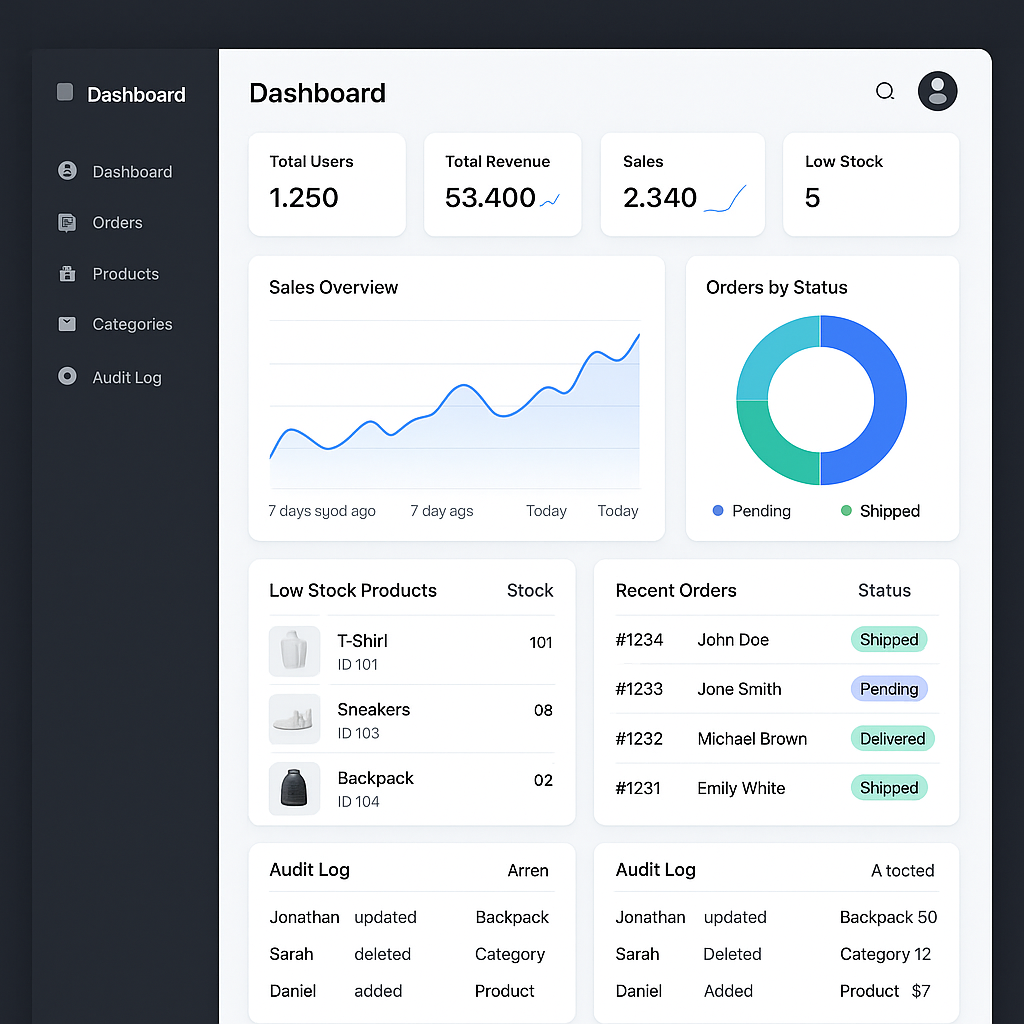 Dashboard
Dashboard
Orders
Products
Categories
Audit Log
Dashboard
Total Users
1.250
Total Revenue
53.400
Sales
2.340
Low Stock
5
Sales Overview
7 days syod ago 7 day ags Today Today
Orders by Status
Pending Shipped
Low Stock Products Stock
T-Shirl 101
ID 101
Sneakers 08
ID 103
Backpack 02
ID 104
Recent Orders Status
#1234 John Doe Shipped
#1233 Jone Smith Pending
#1232 Michael Brown Delivered
#1231 Emily White Shipped
Audit Log Arren
Jonathan updated Backpack
Sarah deleted Category
Daniel added Product
Audit Log A tocted
Jonathan updated Backpack 50
Sarah Deleted Category 12
Daniel Added Product $7